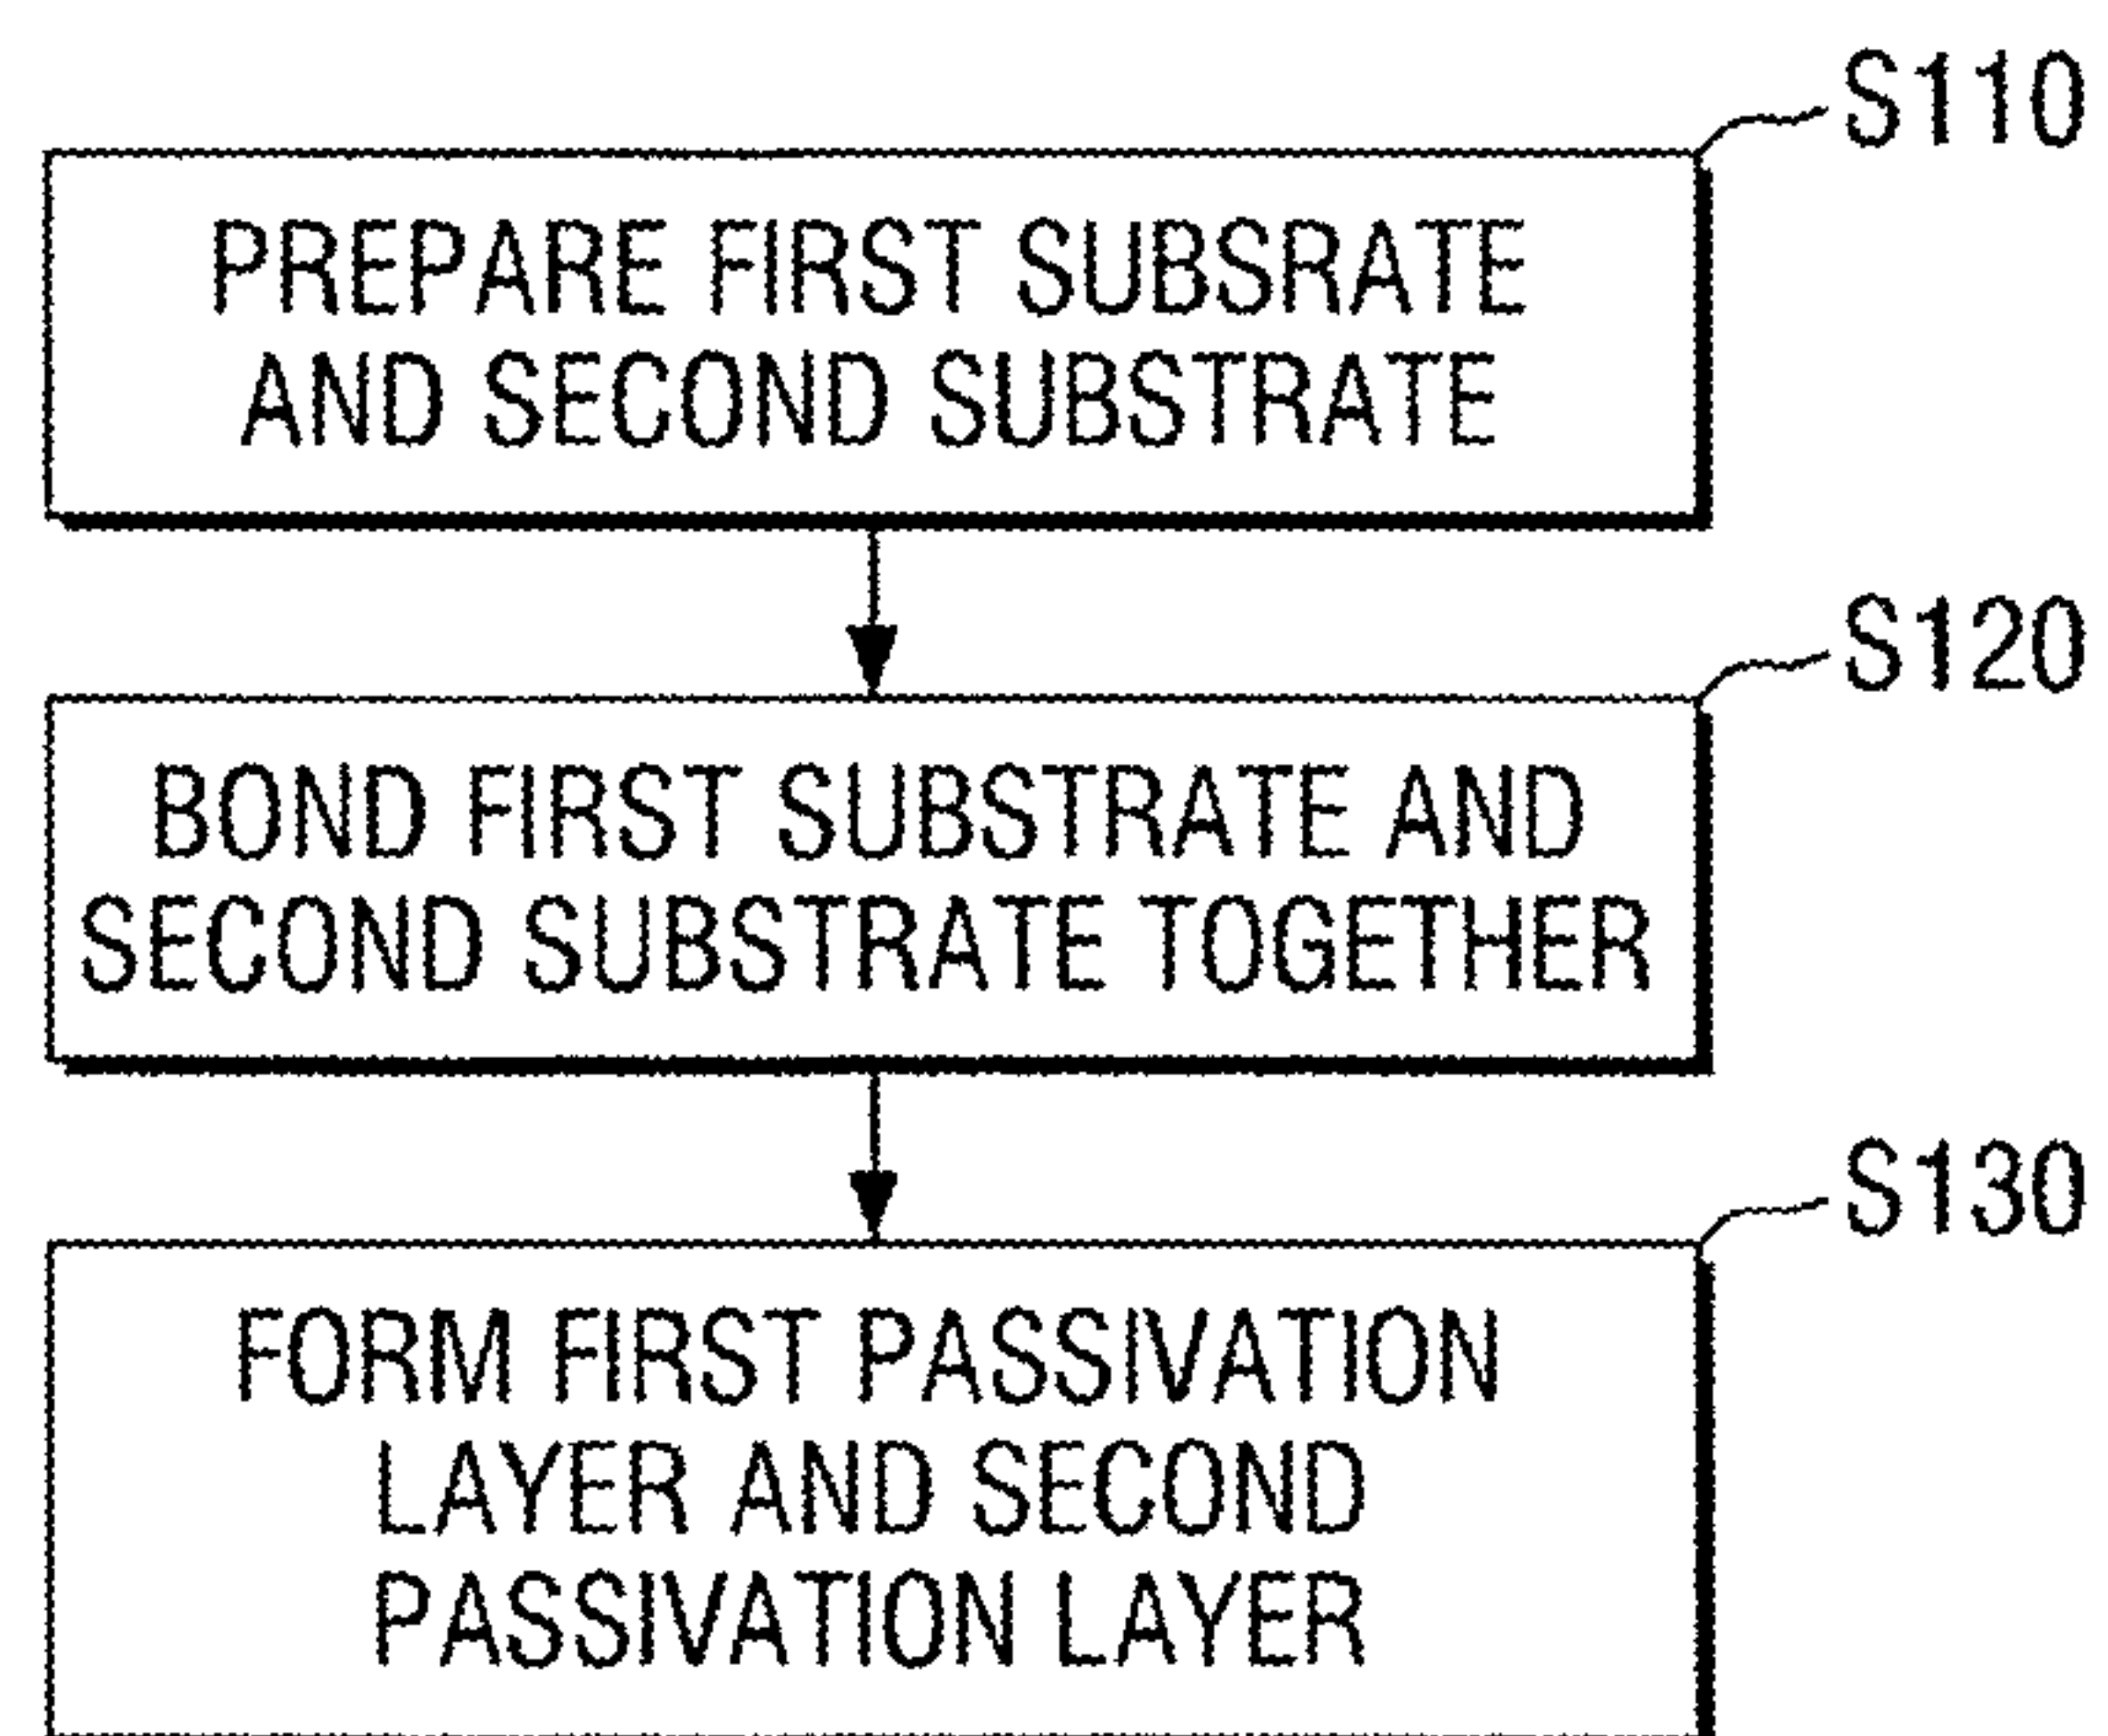 S110
PREPARE FIRST SUBSRATE
AND SECOND SUBSTRATE
S120
BOND FIRST SUBSTRATE AND
SECOND SUBSTRATE TOGETHER
S130
FORM FIRST PASSIVATION
LAYER AND SECOND
PASSIVATION LAYER